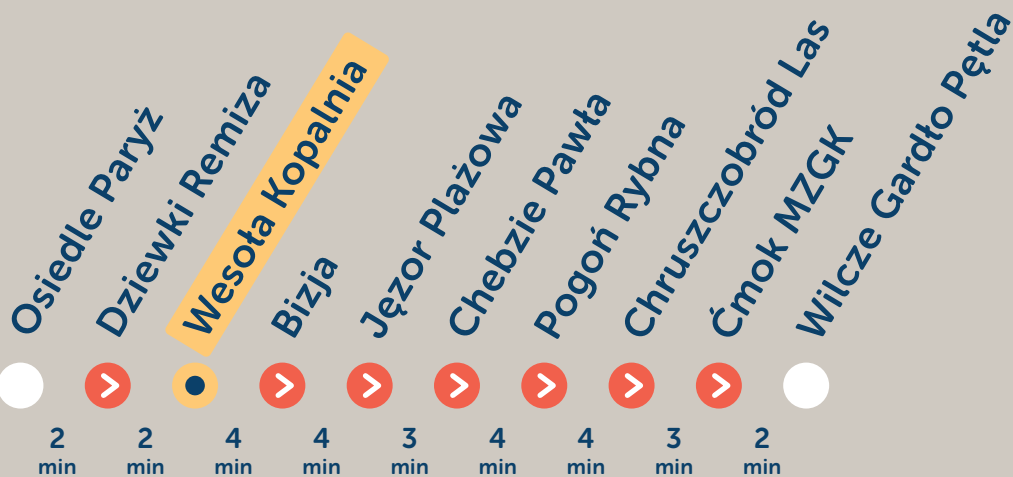 Osiedle Paryż
Dziewki Remiza
Wesoła Kopalnia
Bizja
Jęzor Plażowa
Chebzie Pawła
Pogoń Rybna
Chruszczobród Las
Ćmok MZGK
Wilcze Gardło Pętla
2 min
2 min
4 min
4 min
3 min
4 min
4 min
3 min
2 min